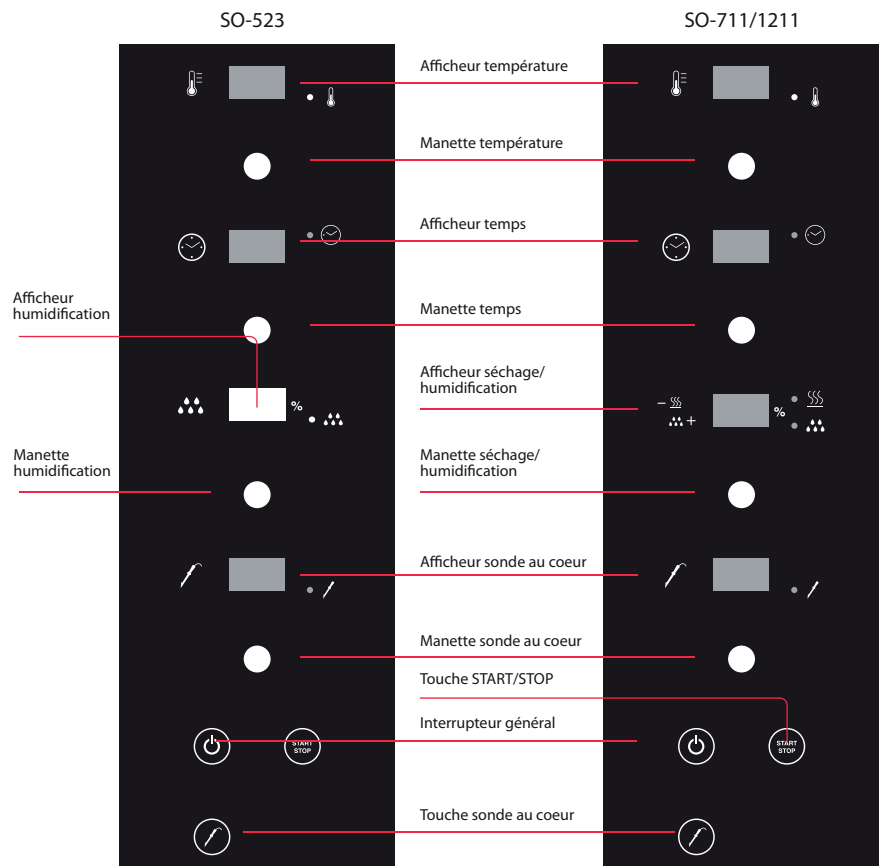 SO-523
SO-711/1211
Afficheur température
Manette température
Afficheur temps
Afficheur
humidification
Manette temps
Afficheur séchage/
humidification
%
− +
%
Manette
humidification
Manette séchage/
humidification
Afficheur sonde au coeur
Manette sonde au coeur
Touche START/STOP
Interrupteur général
START
STOP
START
STOP
Touche sonde au coeur